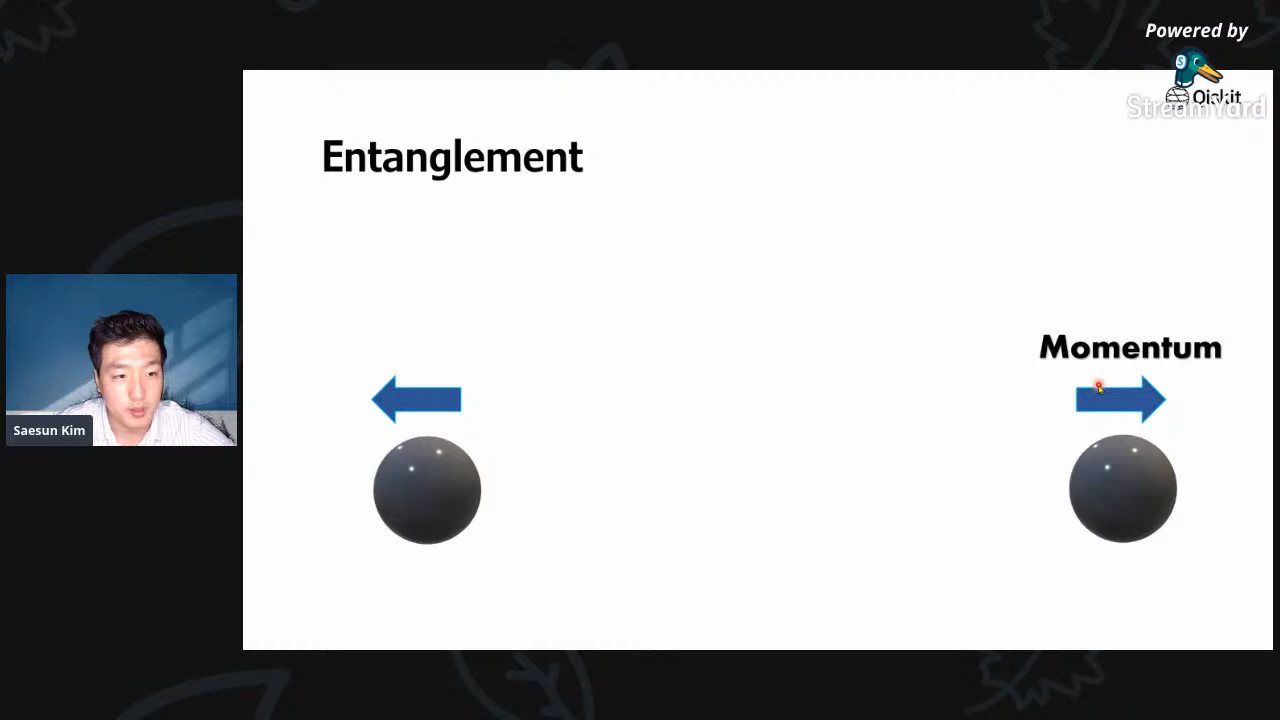 Powered by
S
Qiskit
StreamYard
Entanglement
Momentum
Saesun Kim